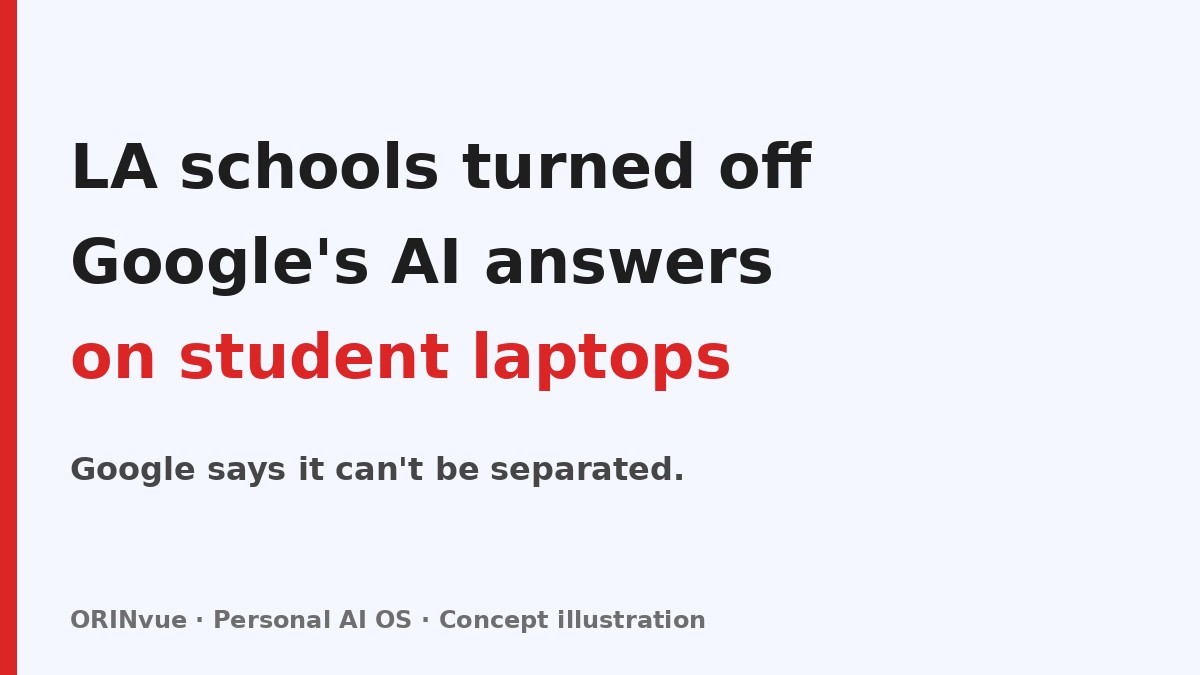 LA schools turned off
Google's AI answers
on student laptops
Google says it can't be separated.
ORINvue · Personal AI OS · Concept illustration